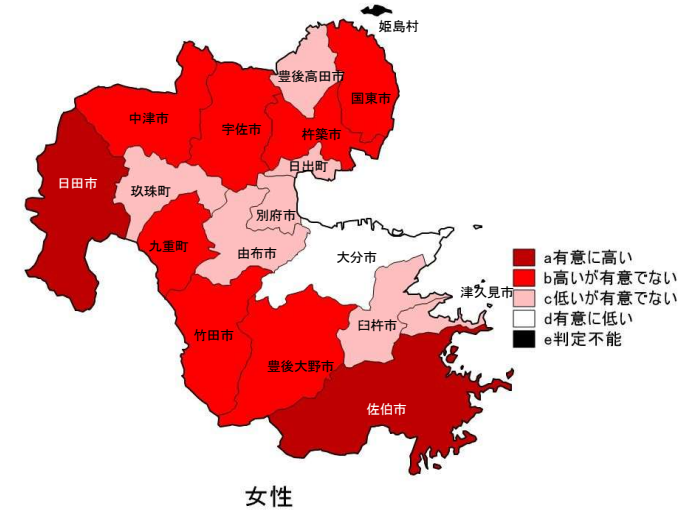 姫島村
豊後高田市
国東市
中津市
宇佐市
杵築市
日出町
日田市
玖珠町
別府市
九重町
由布市
大分市
a有意に高い
b高いが有意でない
c低いが有意でない
d有意に低い
e判定不能
津久見市
臼杵市
竹田市
豊後大野市
佐伯市
女性